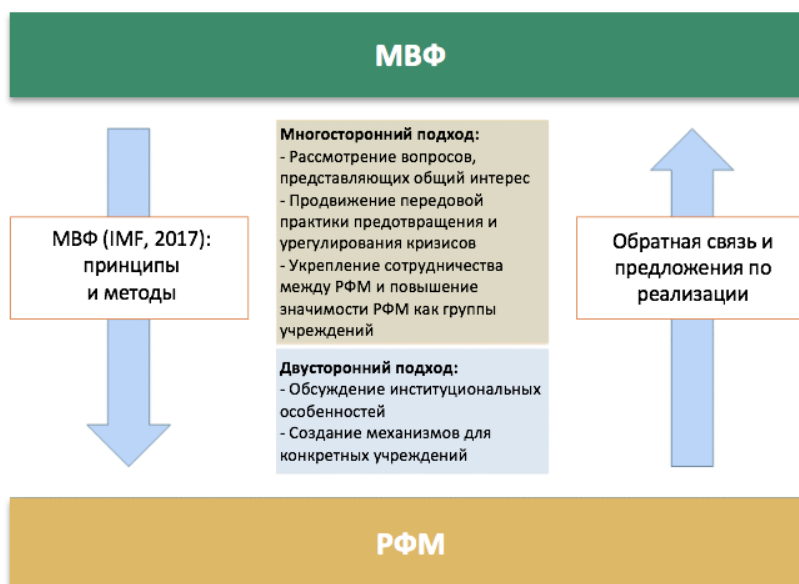 МВФ
МВФ (IMF, 2017):
принципы
и методы
Многосторонний подход:
- Рассмотрение вопросов,
представляющих общий интерес
- Продвижение передовой
практики предотвращения и
урегулирования кризисов
- Укрепление сотрудничества
между РФМ и повышение
значимости РФМ как группы
учреждений
Двусторонний подход:
- Обсуждение институциональных
особенностей
- Создание механизмов для
конкретных учреждений
Обратная связь и
предложения по
реализации
РФМ